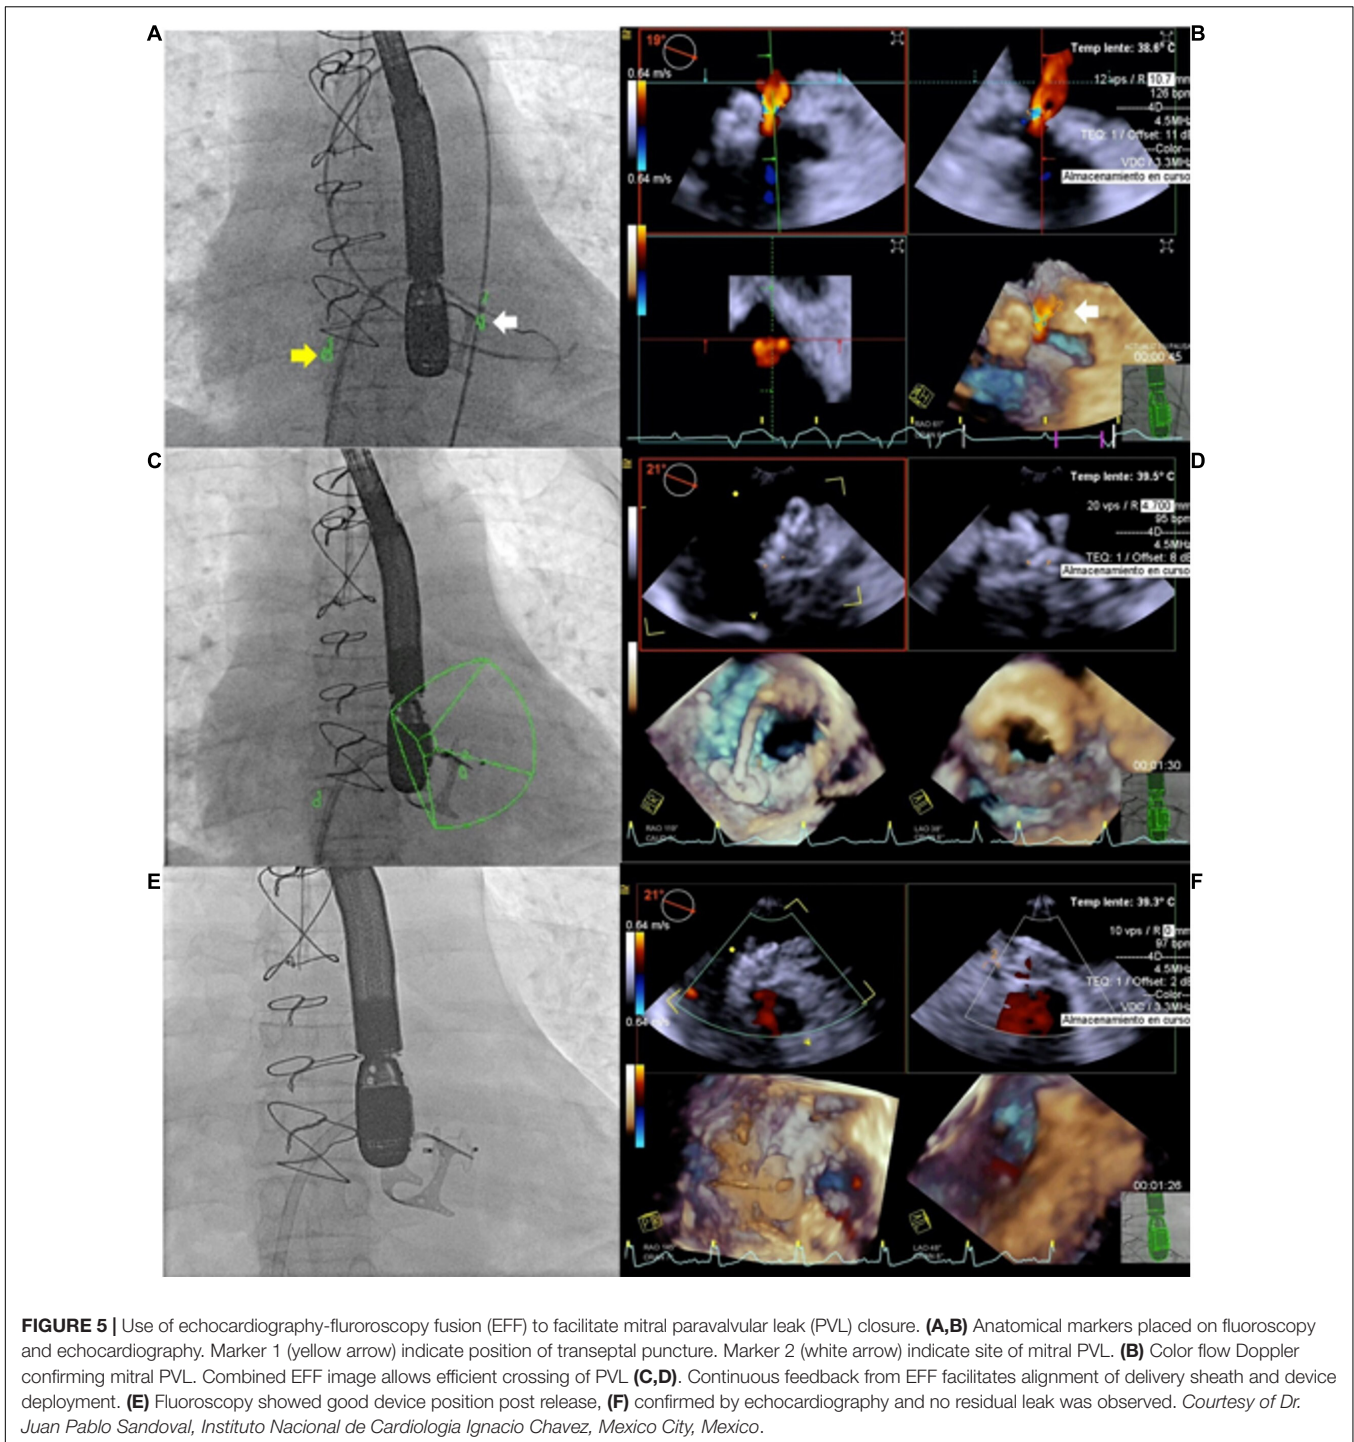 A
B
19°
0.64 m/s
0.64 m/s
Temp lente: 38.6° C
12 vps / R 10.7 mm
126 bpm
4D
4.5MHz
TEQ: 1 / Offset: 11 dB
Color
VDC / 3.3MHz
Almacenamiento en curso
00:00:45
C
D
21°
Temp lente: 39.5° C
20 vps / R 4.700 mm
95 bpm
4D
4.5MHz
TEQ: 1 / Offset: 8 dB
Almacenamiento en curso
00:01:30
E
F
21°
0.64 m/s
Temp lente: 39.3° C
10 vps / R 0 mm
97 bpm
4D
4.5MHz
TEQ: 1 / Offset: 2 dB
Color
VDC / 3.3MHz
Almacenamiento en curso
00:01:26
FIGURE 5 | Use of echocardiography-fluroroscopy fusion (EFF) to facilitate mitral paravalvular leak (PVL) closure. (A,B) Anatomical markers placed on fluoroscopy
and echocardiography. Marker 1 (yellow arrow) indicate position of transeptal puncture. Marker 2 (white arrow) indicate site of mitral PVL. (B) Color flow Doppler
confirming mitral PVL. Combined EFF image allows efficient crossing of PVL (C,D). Continuous feedback from EFF facilitates alignment of delivery sheath and device
deployment. (E) Fluoroscopy showed good device position post release, (F) confirmed by echocardiography and no residual leak was observed. Courtesy of Dr.
Juan Pablo Sandoval, Instituto Nacional de Cardiologia Ignacio Chavez, Mexico City, Mexico.